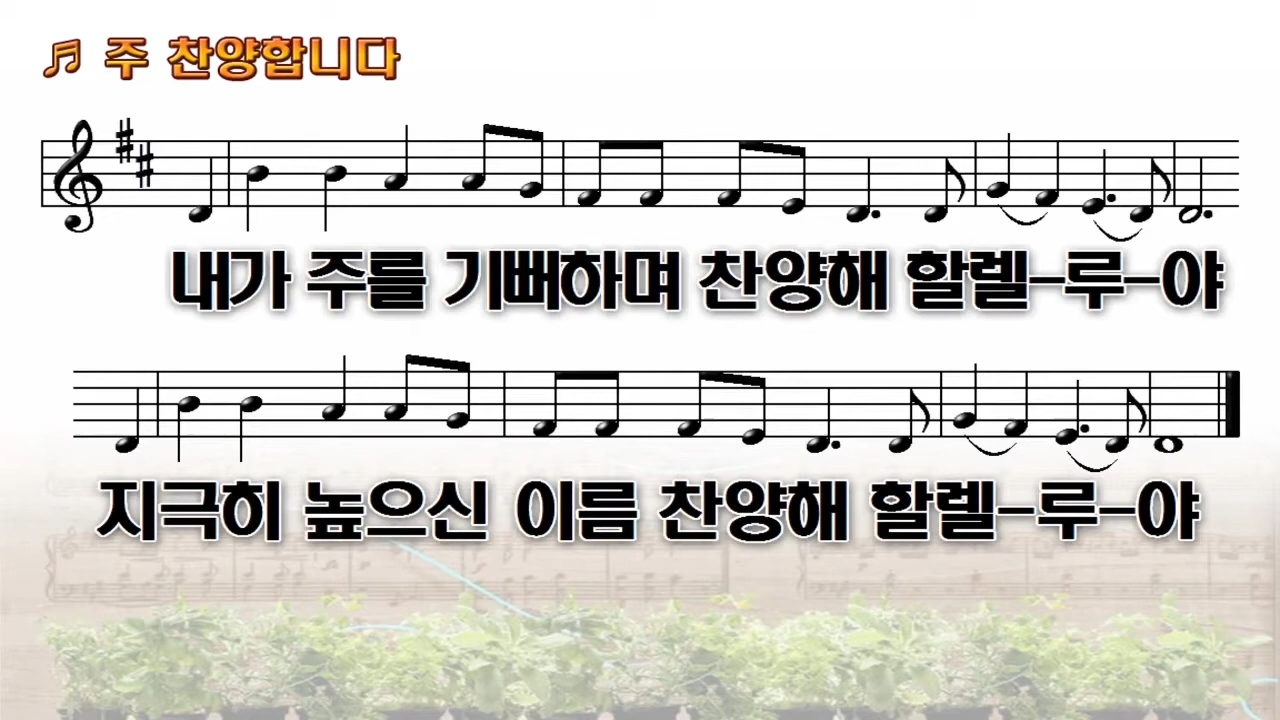 ♬ 주 찬양합니다
내가 주를 기뻐하며 찬양해 할렐-루-야
지극히 높으신 이름 찬양해 할렐-루-야